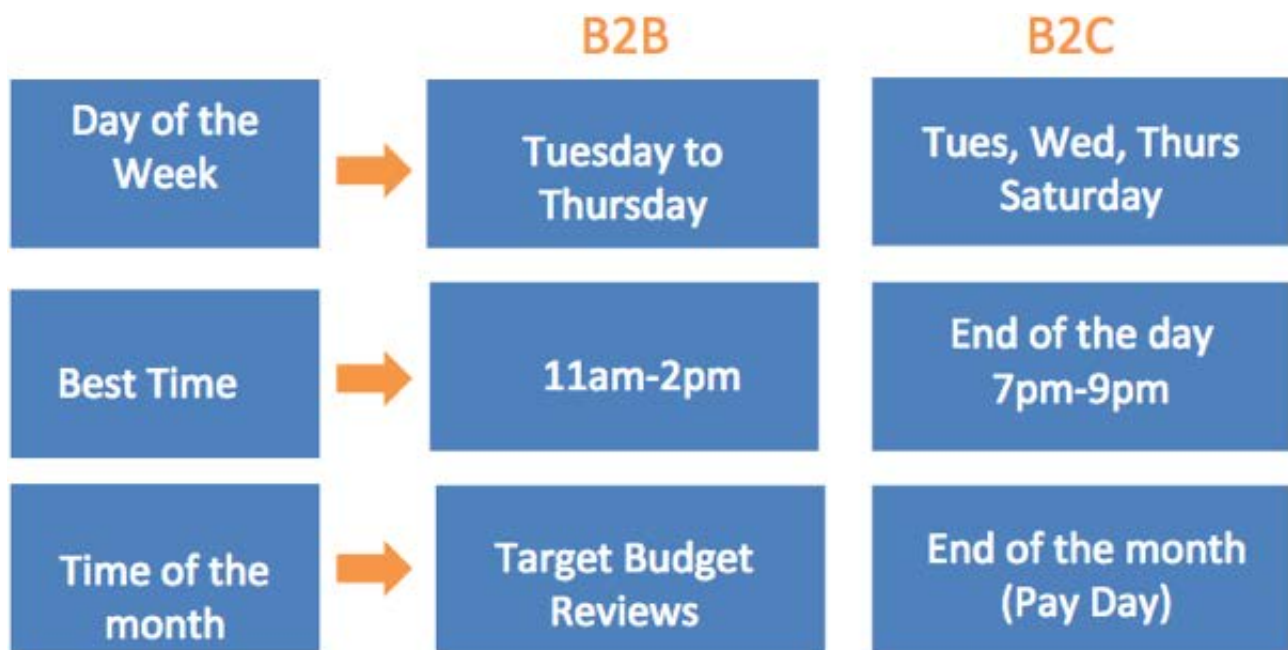 B2B
B2C
Day of the
Week
Tuesday to
Thursday
Tues, Wed, Thurs
Saturday
Best Time
11am-2pm
End of the day
7pm-9pm
Time of the
month
Target Budget
Reviews
End of the month
(Pay Day)